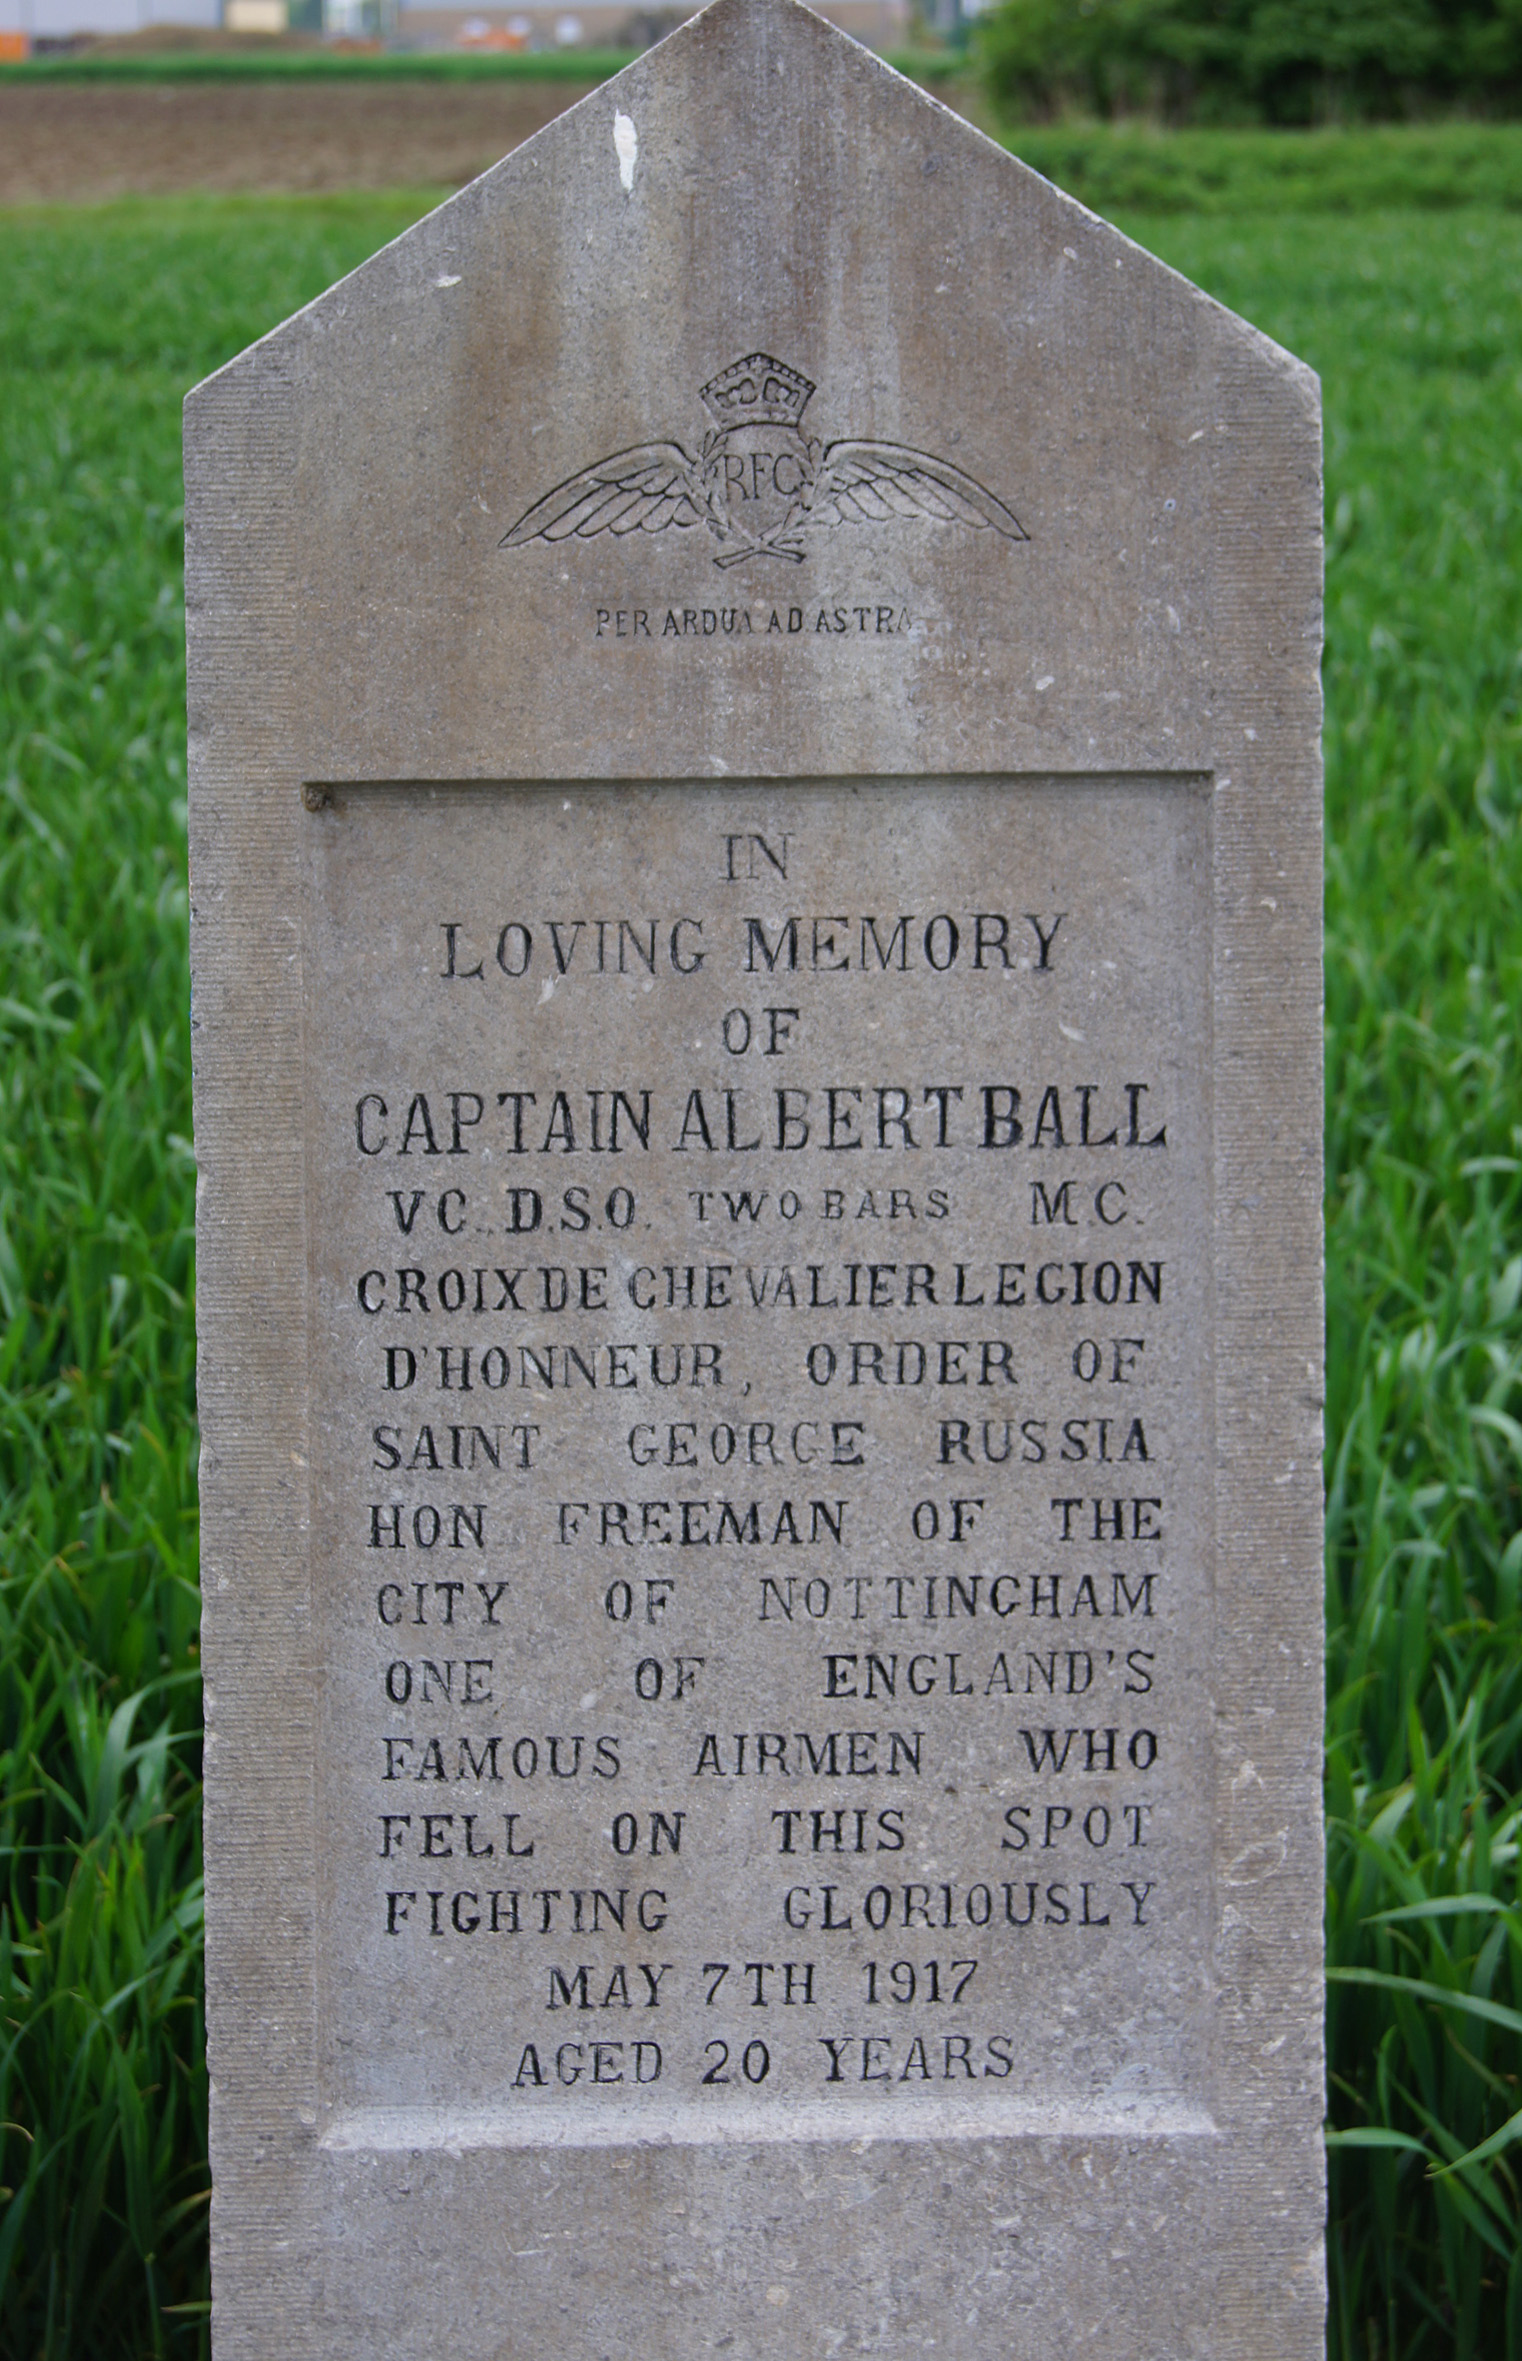 RFC
PER ARDUA AD ASTRA
IN
LOVING MEMORY
OF
CAPTAIN ALBERT BALL
V.C. D.S.O. TWO BARS M.C.
CROIX DE CHEVALIER LEGION
D'HONNEUR, ORDER OF
SAINT GEORGE RUSSIA
HON FREEMAN OF THE
CITY OF NOTTINGHAM
ONE OF ENGLAND'S
FAMOUS AIRMEN WHO
FELL ON THIS SPOT
FIGHTING GLORIOUSLY
MAY 7TH 1917
AGED 20 YEARS